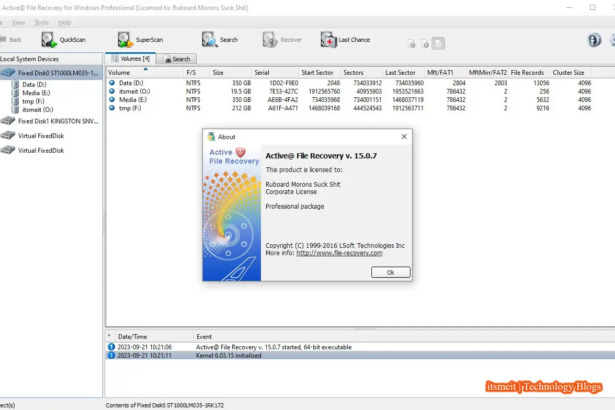 Active@ File Recovery for Windows Professional [Licensed to: Ruboard Morons Suck Shit]
View Tools Help
Back QuickScan SuperScan Search Recover Last Chance
Local System Devices
Fixed Disk0 ST1000LM035-1...
Data (D:)
Media (E:)
tmp (F:)
itsmeit (O:)
Fixed Disk1 KINGSTON SNV...
Virtual FixedDisk
Virtual FixedDisk
Volumes [4] Search
Volume F/S Size Serial Start Sector Sectors Last Sector Mft/FAT1 MftMir/FAT2 File Records Cluster Size
Data (D:) NTFS 350 GB 1D02-F9E0 2048 734033912 734035960 2804 2803 13056 4096
itsmeit (O:) NTFS 19.5 GB 7E53-427C 1912565760 40955903 1953521663 786432 2 256 4096
Media (E:) NTFS 350 GB AE6B-4FA2 734035968 734001151 1468037119 786432 2 5632 4096
tmp (F:) NTFS 212 GB A61F-A471 1468039168 444524543 1912563711 786432 2 9216 4096
About
Active@
File Recovery
Active@ File Recovery v. 15.0.7
This product is licensed to:
Ruboard Morons Suck Shit
Corporate License
Professional package
Copyright (C) 1999-2016 LSoft Technologies Inc
More info: http://www.file-recovery.com
Ok
Date/Time Event
2023-09-21 10:21:06 Active@ File Recovery v. 15.0.7 started, 64-bit executable
2023-09-21 10:21:11 Kernel 6.03.15 initialized
itsmeit | Technology Blogs
ect(s) Contents of Fixed Disk0 ST1000LM035-1RK172